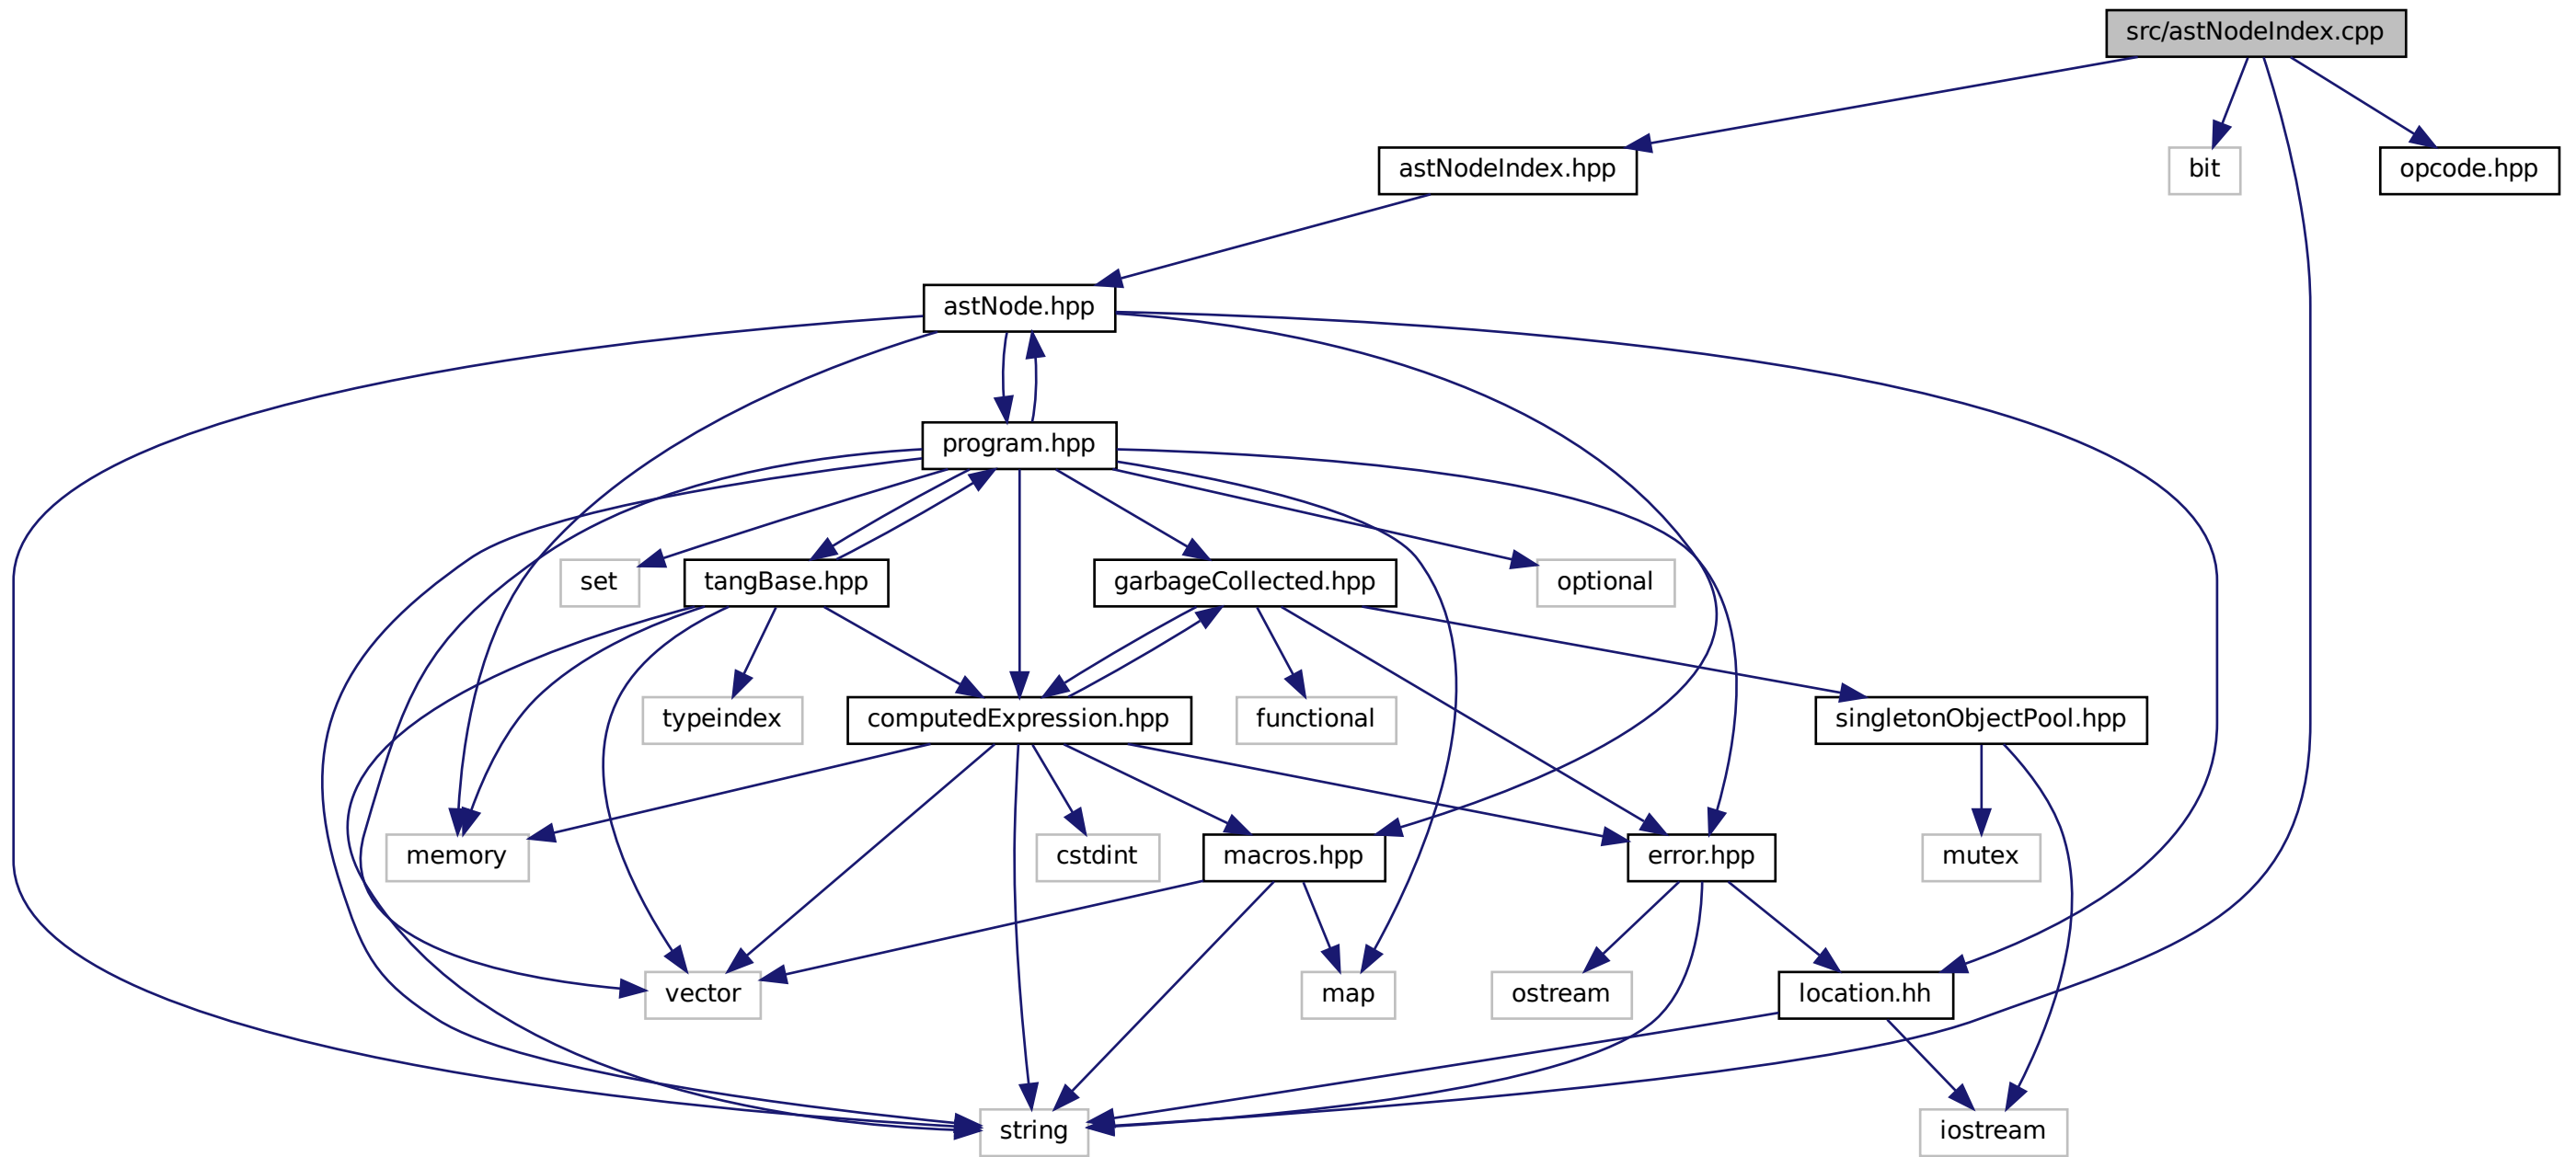 src/astNodeIndex.cpp
astNodeIndex.hpp
bit
opcode.hpp
astNode.hpp
program.hpp
set
tangBase.hpp
garbageCollected.hpp
optional
typeindex
computedExpression.hpp
functional
singletonObjectPool.hpp
memory
cstdint
macros.hpp
error.hpp
mutex
vector
map
ostream
location.hh
string
iostream